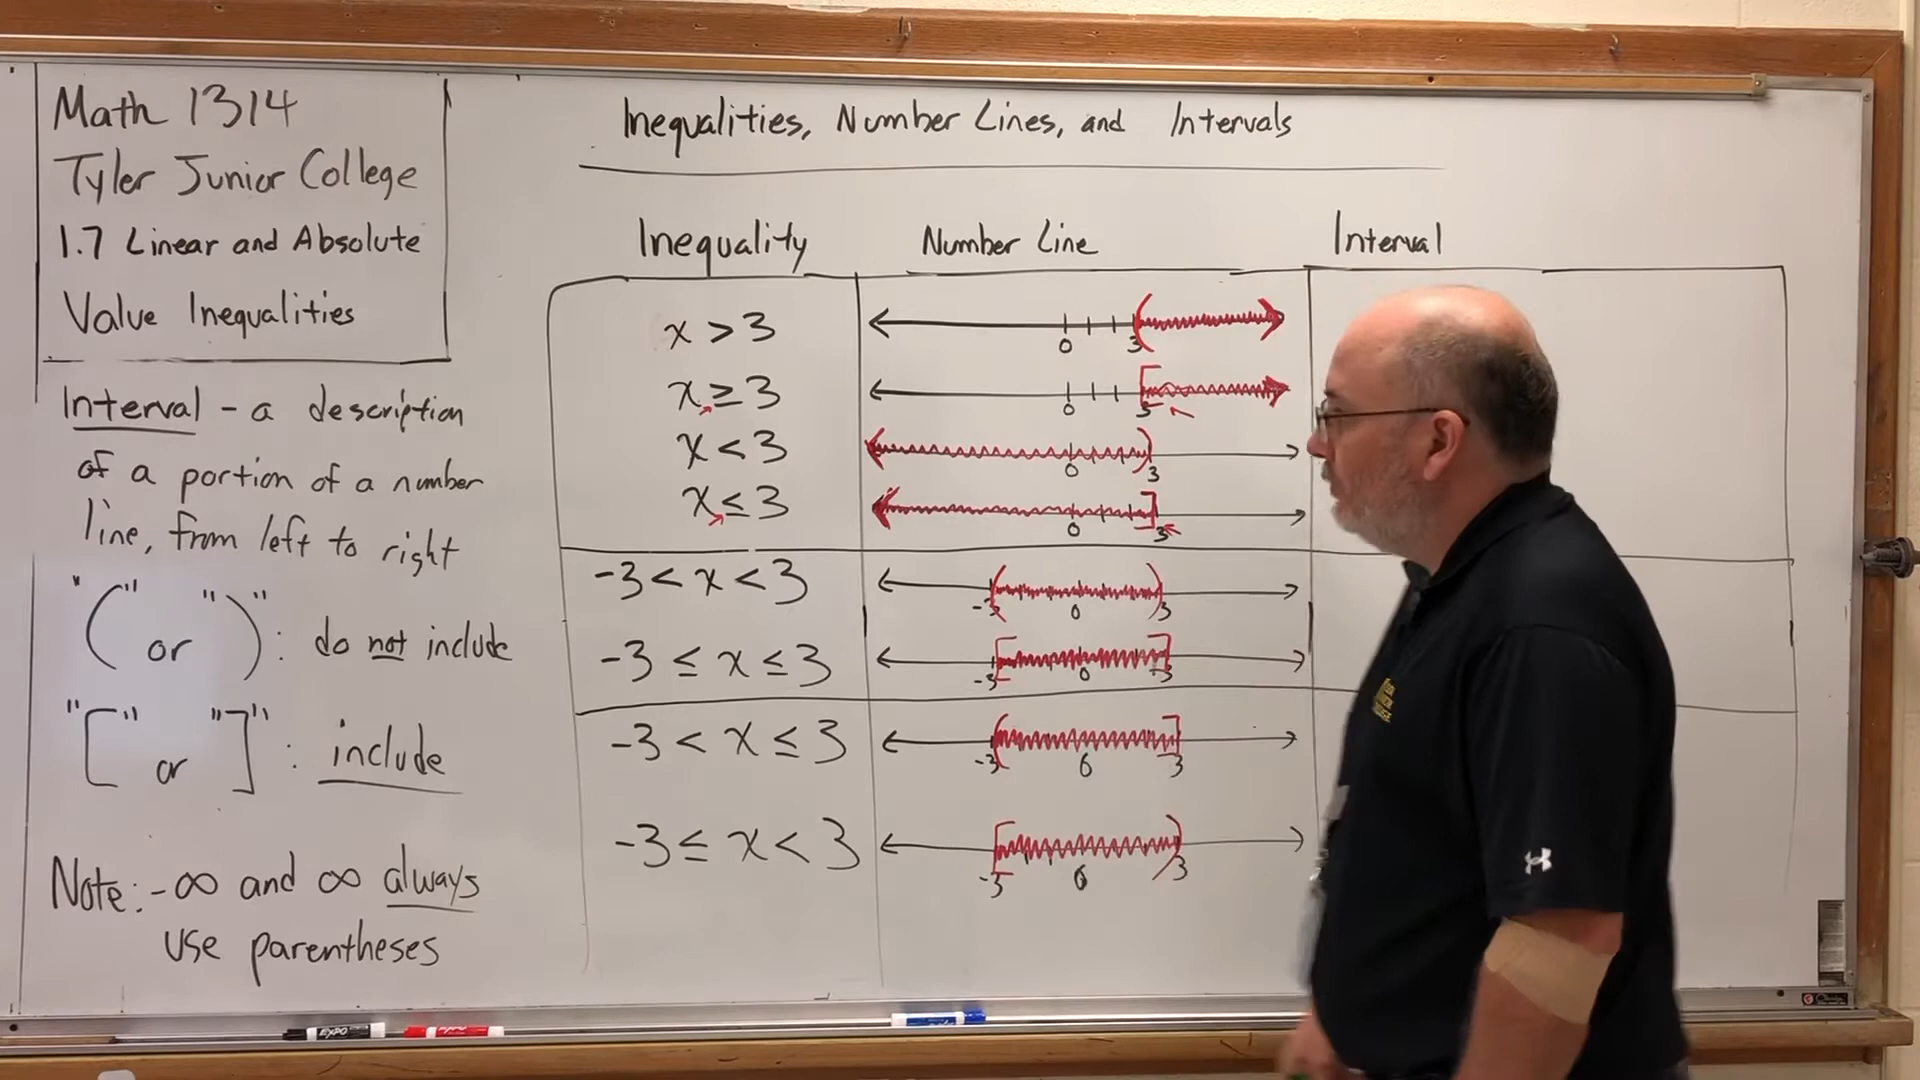 Math 1314
Tyler Junior College
1.7 Linear and Absolute
Value Inequalities
Interval - a description
of a portion of a number
line, from left to right
"(" or ")": do not include
"[" or "]": include
Note: -∞ and ∞ always
use parentheses
Inequalities, Number Lines, and Intervals
Inequality Number Line Interval
x > 3 0 3
x ≥ 3 0 3
x < 3 0 3
x ≤ 3 0 3
-3 < x < 3 -3 0 3
-3 ≤ x ≤ 3 -3 0 3
-3 < x ≤ 3 -3 0 3
-3 ≤ x < 3 -3 0 3
EXPO